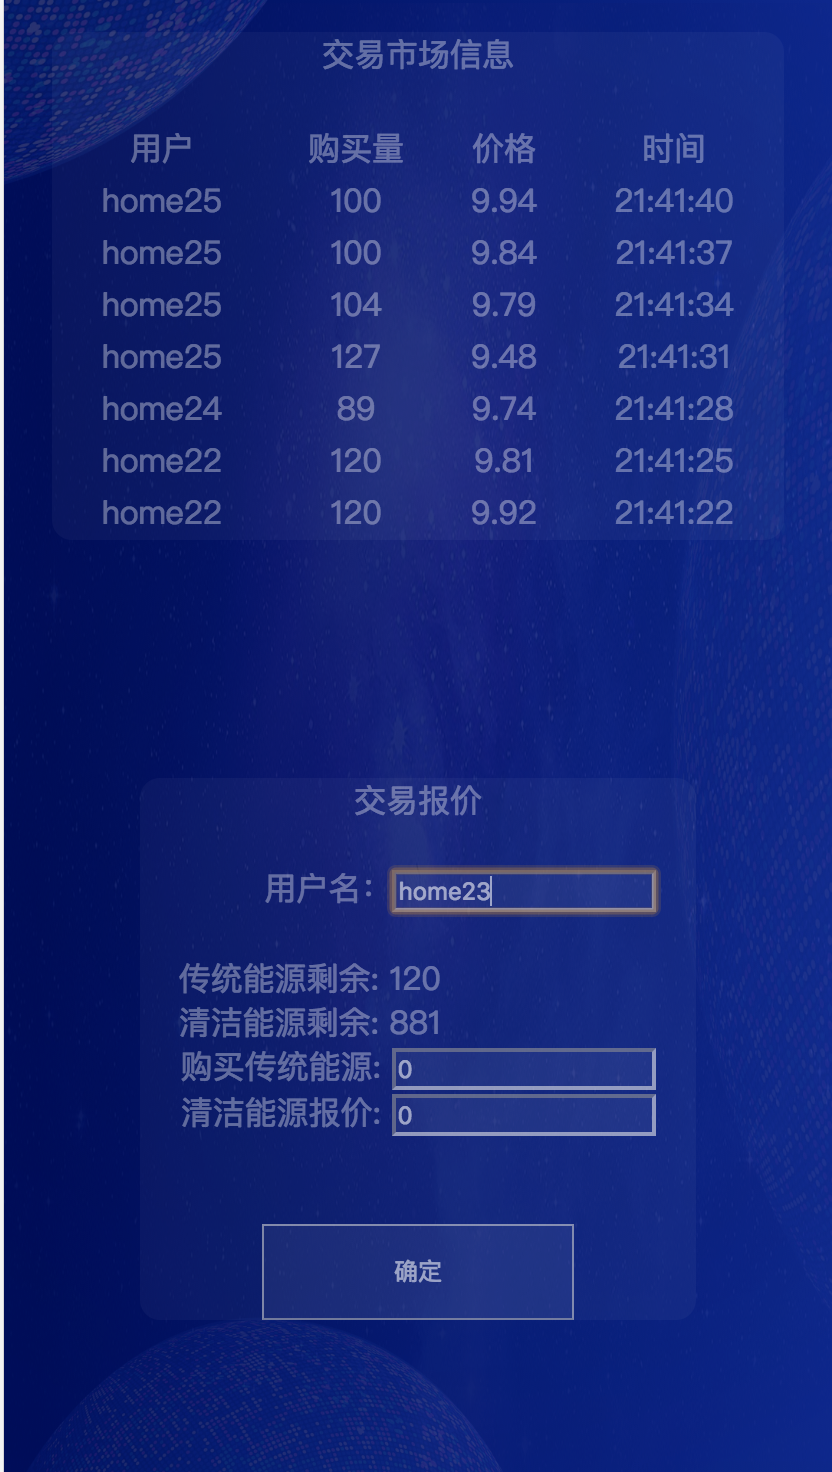 交易市场信息
用户 购买量 价格 时间
home25 100 9.94 21:41:40
home25 100 9.84 21:41:37
home25 104 9.79 21:41:34
home25 127 9.48 21:41:31
home24 89 9.74 21:41:28
home22 120 9.81 21:41:25
home22 120 9.92 21:41:22
交易报价
用户名： home23
传统能源剩余: 120
清洁能源剩余: 881
购买传统能源: 0
清洁能源报价: 0
确定